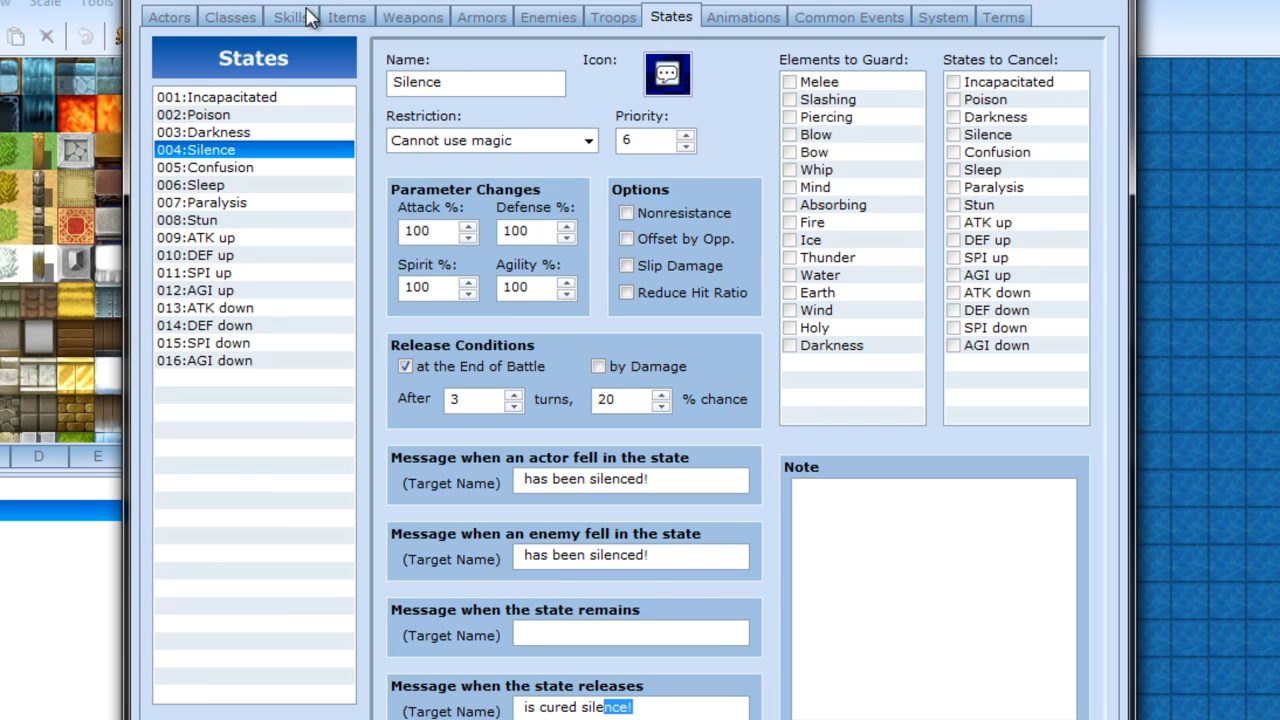 Scale Tools
Actors Classes Skills Items Weapons Armors Enemies Troops States Animations Common Events System Terms
States
001:Incapacitated
002:Poison
003:Darkness
004:Silence
005:Confusion
006:Sleep
007:Paralysis
008:Stun
009:ATK up
010:DEF up
011:SPI up
012:AGI up
013:ATK down
014:DEF down
015:SPI down
016:AGI down
D E
Name:
Silence
Icon:
Restriction:
Cannot use magic
Priority:
6
Parameter Changes
Attack %: Defense %:
100 100
Spirit %: Agility %:
100 100
Options
Nonresistance
Offset by Opp.
Slip Damage
Reduce Hit Ratio
Release Conditions
at the End of Battle by Damage
After 3 turns, 20 % chance
Message when an actor fell in the state
(Target Name) has been silenced!
Message when an enemy fell in the state
(Target Name) has been silenced!
Message when the state remains
(Target Name)
Message when the state releases
(Target Name) is cured silence!
Elements to Guard:
Melee
Slashing
Piercing
Blow
Bow
Whip
Mind
Absorbing
Fire
Ice
Thunder
Water
Earth
Wind
Holy
Darkness
States to Cancel:
Incapacitated
Poison
Darkness
Silence
Confusion
Sleep
Paralysis
Stun
ATK up
DEF up
SPI up
AGI up
ATK down
DEF down
SPI down
AGI down
Note